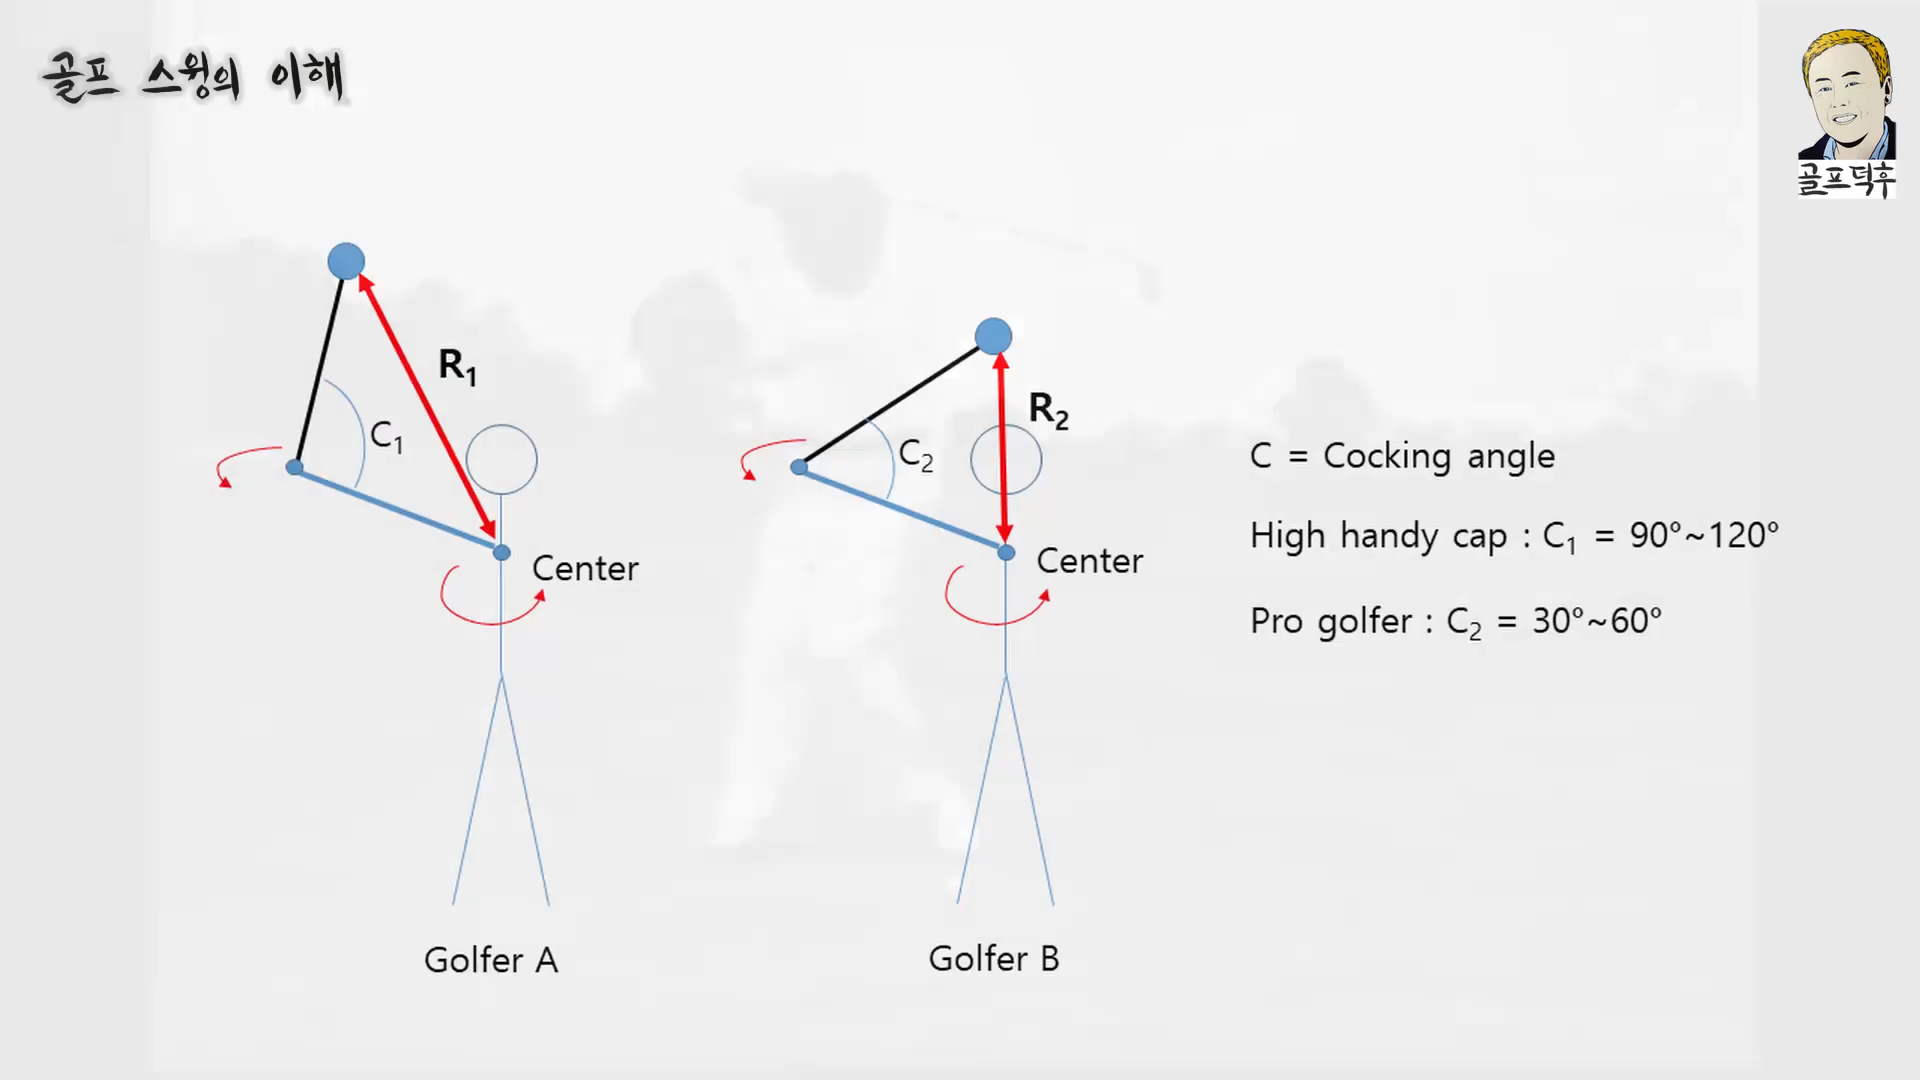 골프 스윙의 이해
골프덕후
R₁
C₁
Center
Golfer A
R₂
C₂
Center
Golfer B
C = Cocking angle
High handy cap : C₁ = 90°~120°
Pro golfer : C₂ = 30°~60°